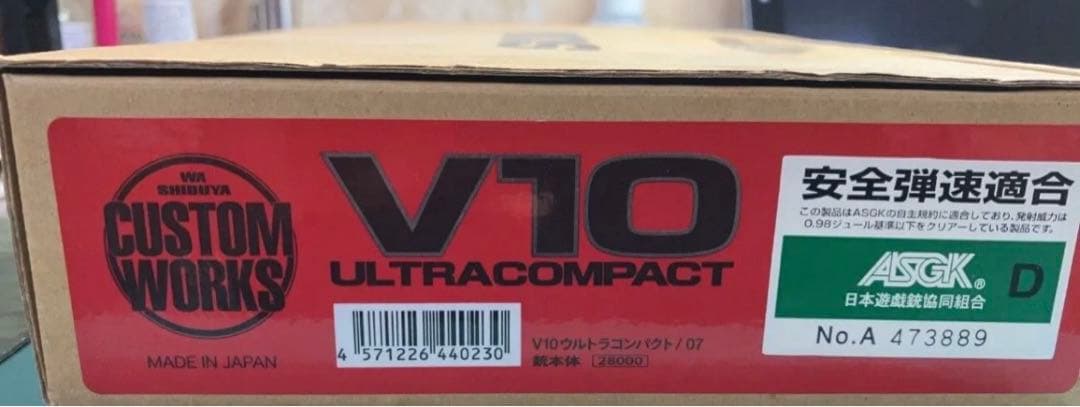 WA
SHIBUYA
CUSTOM
WORKS
MADE IN JAPAN
V10
ULTRACOMPACT
4 571226 440230
V10ウルトラコンパクト/07
銃本体 28000
安全弾速適合
この製品はASGKの自主規約に適合しており、発射威力は
0.98ジュール基準以下をクリアーしている製品です。
ASGK® D
日本遊戯銃協同組合
No.A 473889